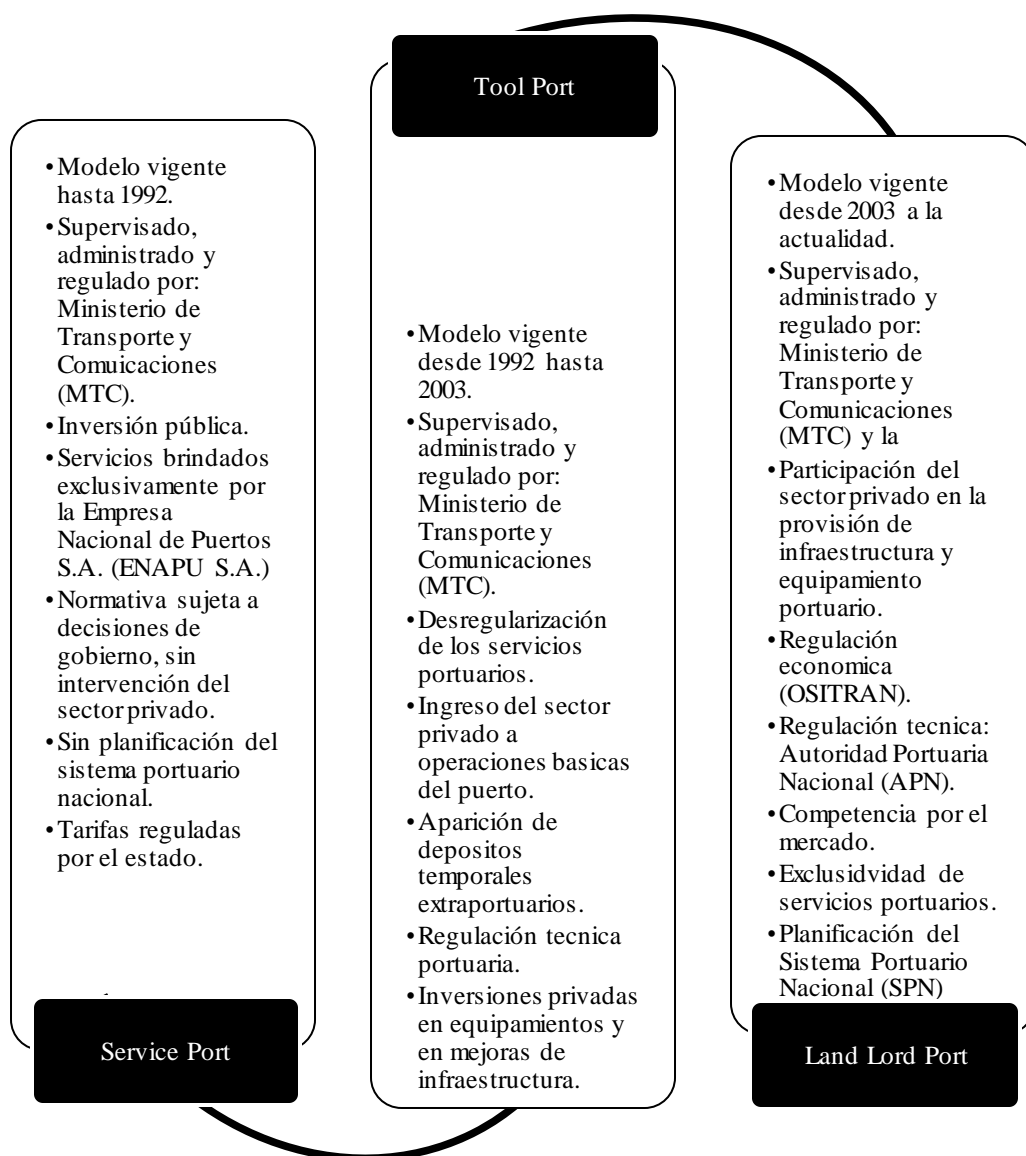 •Modelo vigente
hasta 1992.
•Supervisado,
administrado y
regulado por:
Ministerio de
Transporte y
Comuicaciones
(MTC).
•Inversión pública.
•Servicios brindados
exclusivamente por
la Empresa
Nacional de Puertos
S.A. (ENAPU S.A.)
•Normativa sujeta a
decisiones de
gobierno, sin
intervención del
sector privado.
•Sin planificación del
sistema portuario
nacional.
•Tarifas reguladas
por el estado.
Service Port
Tool Port
•Modelo vigente
desde 1992 hasta
2003.
•Supervisado,
administrado y
regulado por:
Ministerio de
Transporte y
Comunicaciones
(MTC).
•Desregularización
de los servicios
portuarios.
•Ingreso del sector
privado a
operaciones basicas
del puerto.
•Aparición de
depositos
temporales
extraportuarios.
•Regulación tecnica
portuaria.
•Inversiones privadas
en equipamientos y
en mejoras de
infraestructura.
•Modelo vigente
desde 2003 a la
actualidad.
•Supervisado,
administrado y
regulado por:
Ministerio de
Transporte y
Comunicaciones
(MTC) y la
•Participación del
sector privado en la
provisión de
infraestructura y
equipamiento
portuario.
•Regulación
economica
(OSITRAN).
•Regulación tecnica:
Autoridad Portuaria
Nacional (APN).
•Competencia por el
mercado.
•Exclusidvidad de
servicios portuarios.
•Planificación del
Sistema Portuario
Nacional (SPN)
Land Lord Port